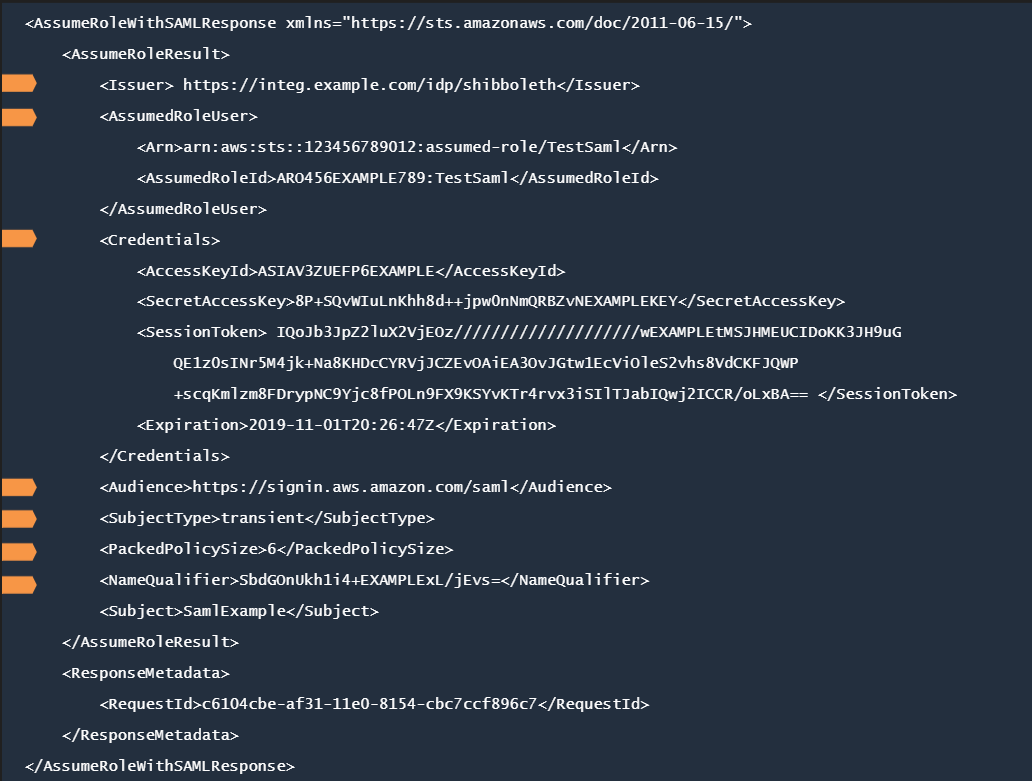 <AssumeRoleWithSAMLResponse xmlns="https://sts.amazonaws.com/doc/2011-06-15/">
<AssumeRoleResult>
<Issuer> https://integ.example.com/idp/shibboleth</Issuer>
<AssumedRoleUser>
<Arn>arn:aws:sts::123456789012:assumed-role/TestSaml</Arn>
<AssumedRoleId>ARO456EXAMPLE789:TestSaml</AssumedRoleId>
</AssumedRoleUser>
<Credentials>
<AccessKeyId>ASIAV3ZUEFP6EXAMPLE</AccessKeyId>
<SecretAccessKey>8P+SQvWIuLnKhh8d++jpw0nNmQRBZvNEXAMPLEKEY</SecretAccessKey>
<SessionToken> IQoJb3JpZ2luX2VjEOz////////////////////wEXAMPLEtMSJHMEUCIDoKK3JH9uG
QE1z0sINr5M4jk+Na8KHDcCYRVjJCZEvOAiEA3OvJGtw1EcViOleS2vhs8VdCKFJQWP
+scqKmlzm8FDrypNC9Yjc8fPOLn9FX9KSYvKTr4rvx3iSIlTJabIQwj2ICCR/oLxBA== </SessionToken>
<Expiration>2019-11-01T20:26:47Z</Expiration>
</Credentials>
<Audience>https://signin.aws.amazon.com/saml</Audience>
<SubjectType>transient</SubjectType>
<PackedPolicySize>6</PackedPolicySize>
<NameQualifier>SbdGOnUkh1i4+EXAMPLExL/jEvs=</NameQualifier>
<Subject>SamlExample</Subject>
</AssumeRoleResult>
<ResponseMetadata>
<RequestId>c6104cbe-af31-11e0-8154-cbc7ccf896c7</RequestId>
</ResponseMetadata>
</AssumeRoleWithSAMLResponse>